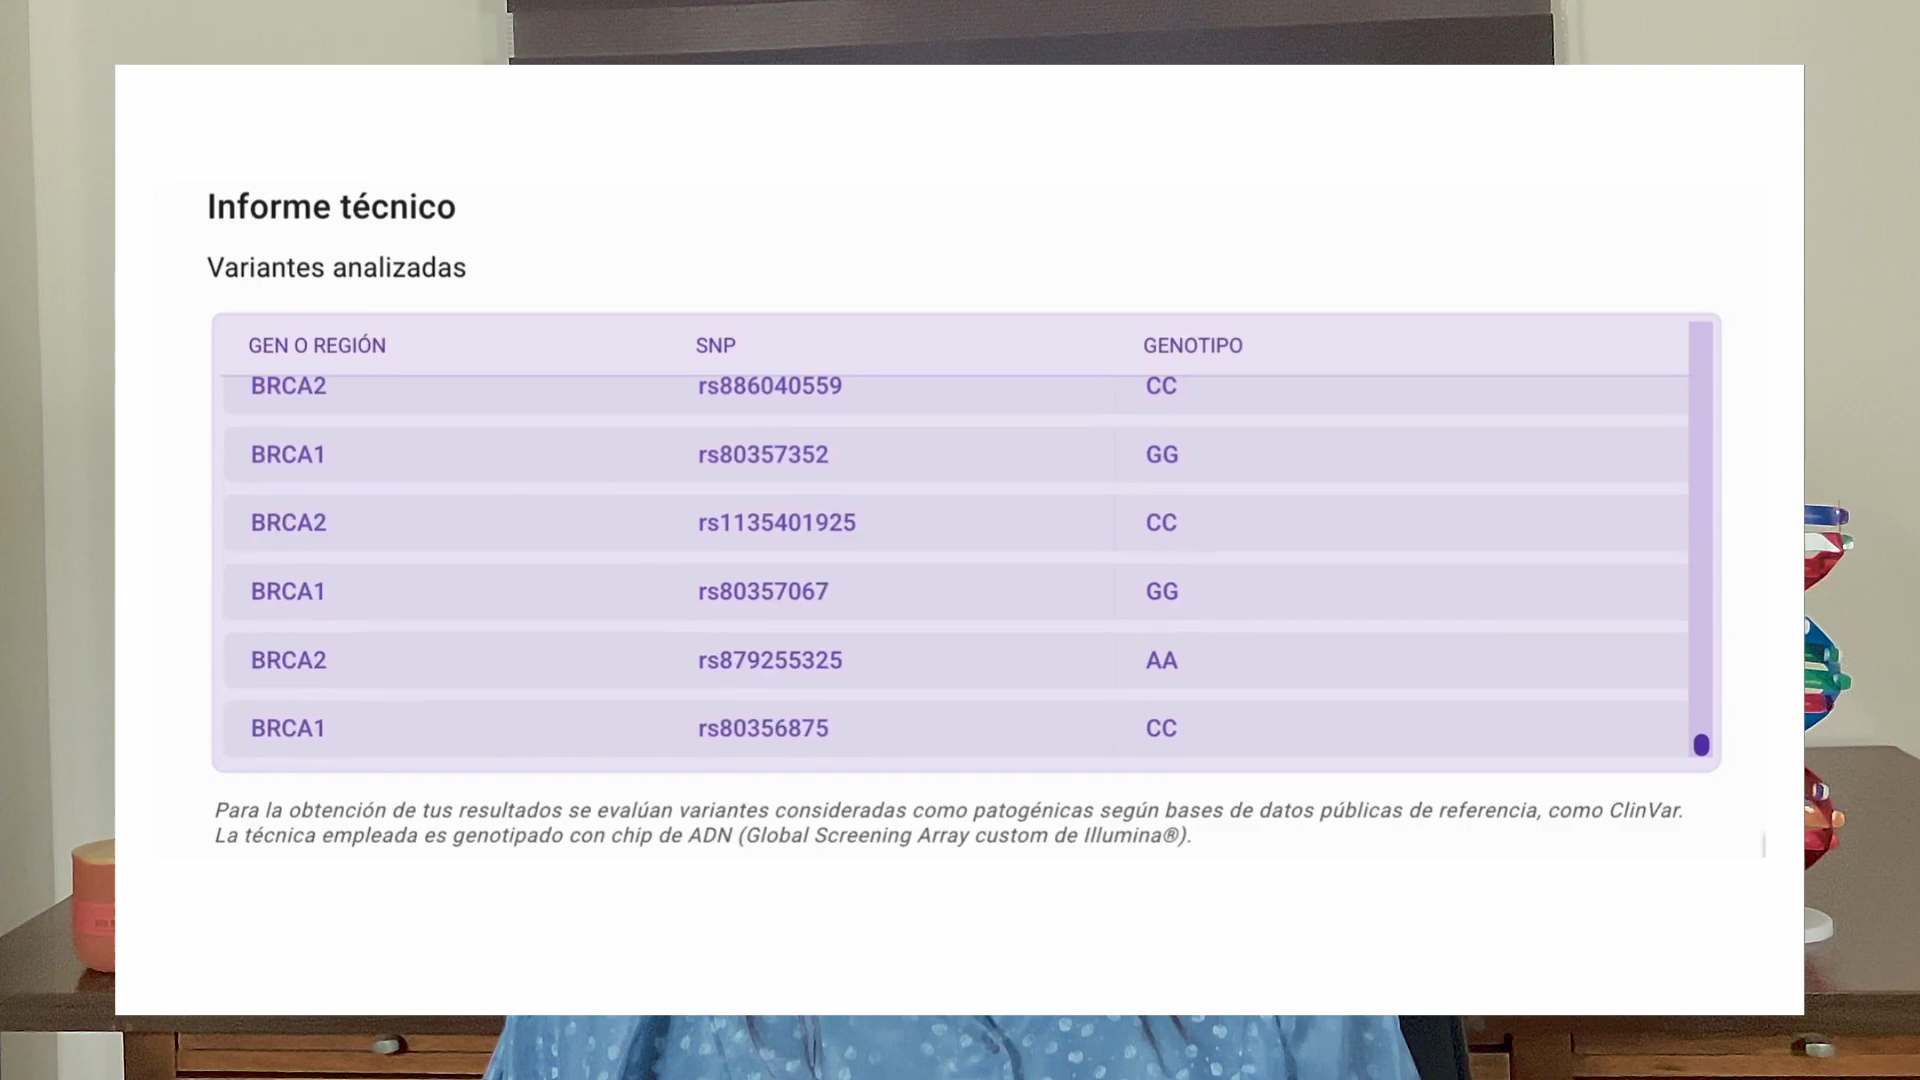 Informe técnico
Variantes analizadas
GEN O REGIÓN SNP GENOTIPO
BRCA2 rs886040559 CC
BRCA1 rs80357352 GG
BRCA2 rs1135401925 CC
BRCA1 rs80357067 GG
BRCA2 rs879255325 AA
BRCA1 rs80356875 CC
Para la obtención de tus resultados se evalúan variantes consideradas como patogénicas según bases de datos públicas de referencia, como ClinVar.
La técnica empleada es genotipado con chip de ADN (Global Screening Array custom de Illumina®).